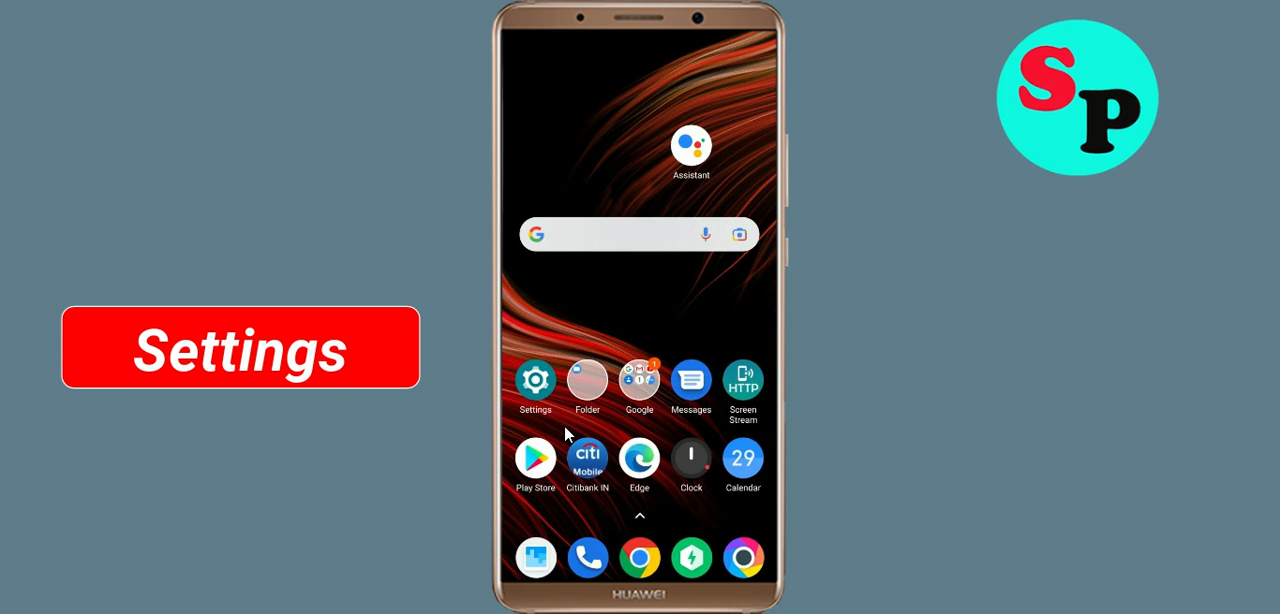 SP
Assistant
G
Settings
Settings
Folder
Google
1
Messages
HTTP
Screen
Stream
Play Store
citi
Mobile
Citibank IN
Edge
Clock
29
Calendar
HUAWEI